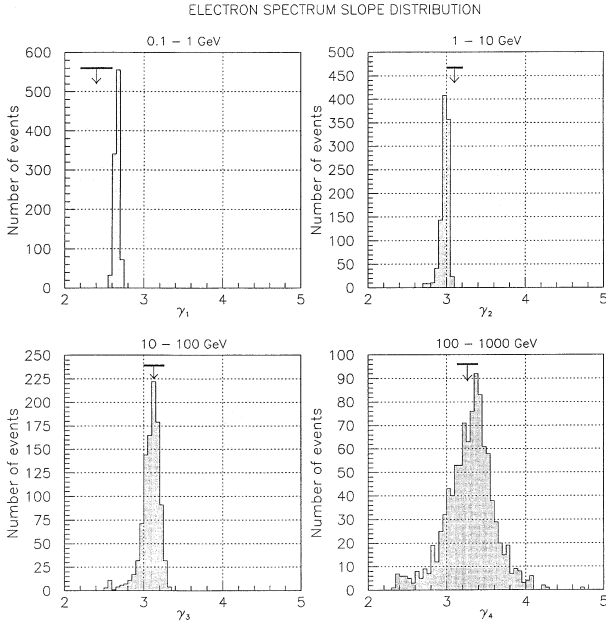 ELECTRON SPECTRUM SLOPE DISTRIBUTION
0.1 – 1 GeV
Number of events
600
500
400
300
200
100
0
2 3 4 5
γ₁
1 – 10 GeV
Number of events
500
450
400
350
300
250
200
150
100
50
0
2 3 4 5
γ₂
10 – 100 GeV
Number of events
250
225
200
175
150
125
100
75
50
25
0
2 3 4 5
γ₃
100 – 1000 GeV
Number of events
100
90
80
70
60
50
40
30
20
10
0
2 3 4 5
γ₄